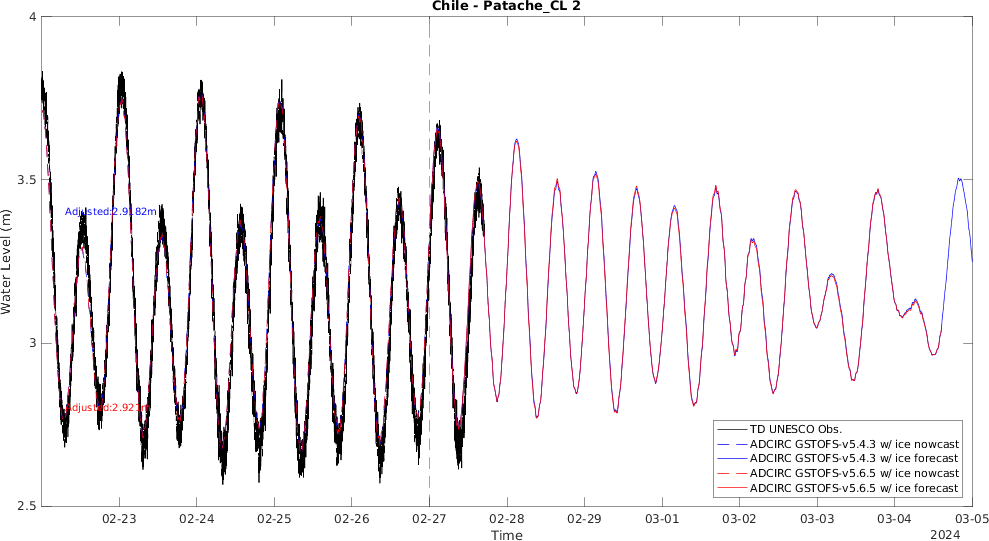 Chile - Patache_CL 2
4
3.5
3
2.5
Water Level (m)
Adjusted:2.9182m
Adjusted:2.921m
TD UNESCO Obs.
ADCIRC GSTOFS-v5.4.3 w/ ice nowcast
ADCIRC GSTOFS-v5.4.3 w/ ice forecast
ADCIRC GSTOFS-v5.6.5 w/ ice nowcast
ADCIRC GSTOFS-v5.6.5 w/ ice forecast
02-23 02-24 02-25 02-26 02-27 02-28 02-29 03-01 03-02 03-03 03-04 03-05
Time
2024